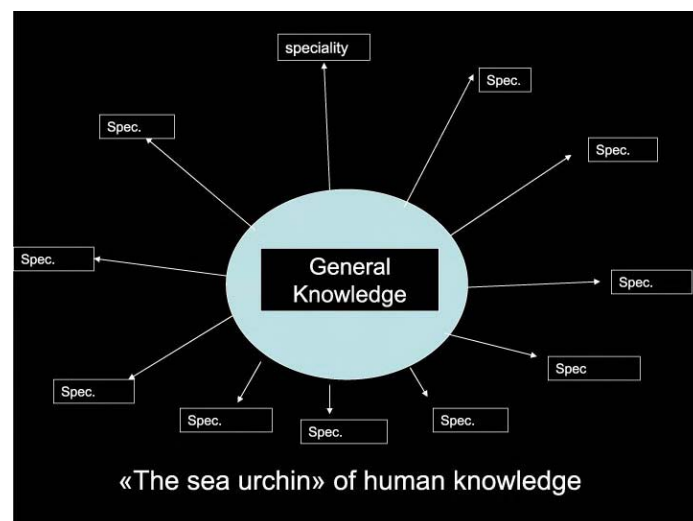 speciality
Spec.
Spec.
Spec.
General
Knowledge
Spec.
Spec.
Spec
Spec.
Spec.
Spec.
Spec.
«The sea urchin» of human knowledge